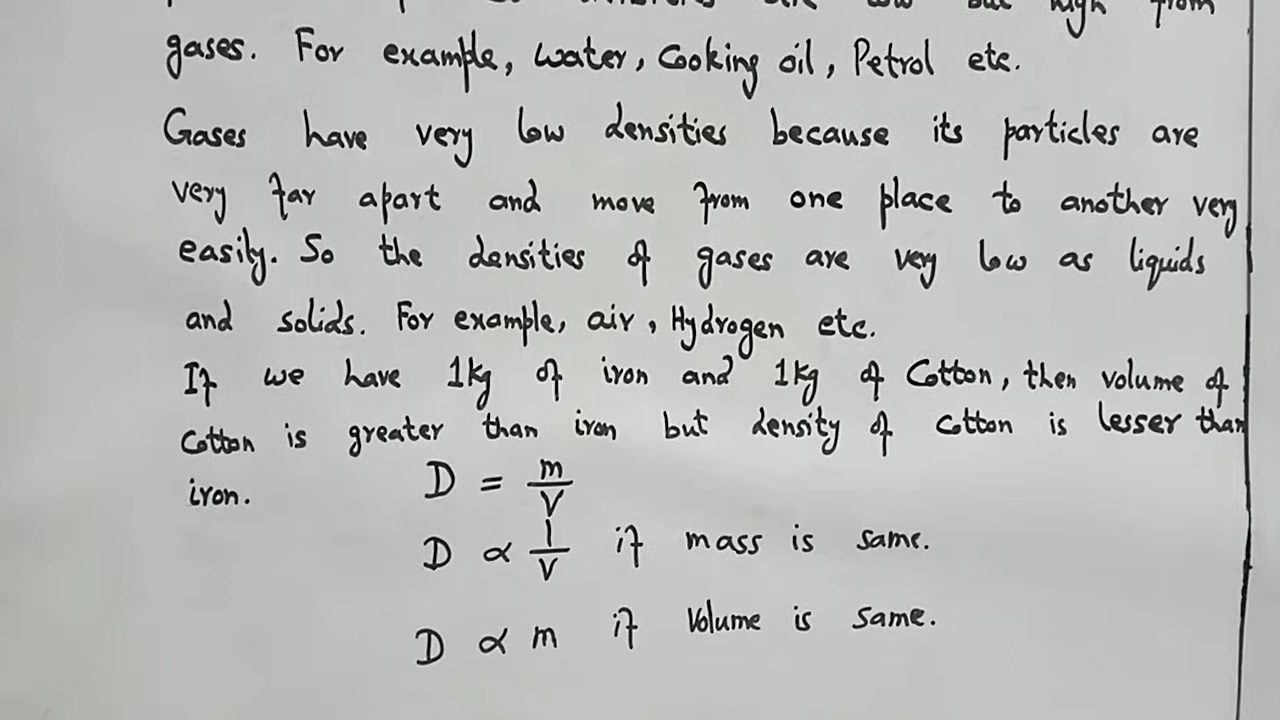 but high from
gases. For example, water, Cooking oil, Petrol etc.
Gases have very low densities because its particles are
very far apart and move from one place to another very
easily. So the densities of gases are very low as liquids
and solids. For example, air, Hydrogen etc.
If we have 1kg of iron and 1kg of Cotton, then volume of
Cotton is greater than iron but density of cotton is lesser than
iron.
D = m/V
D ∝ 1/V if mass is same.
D ∝ m if Volume is same.